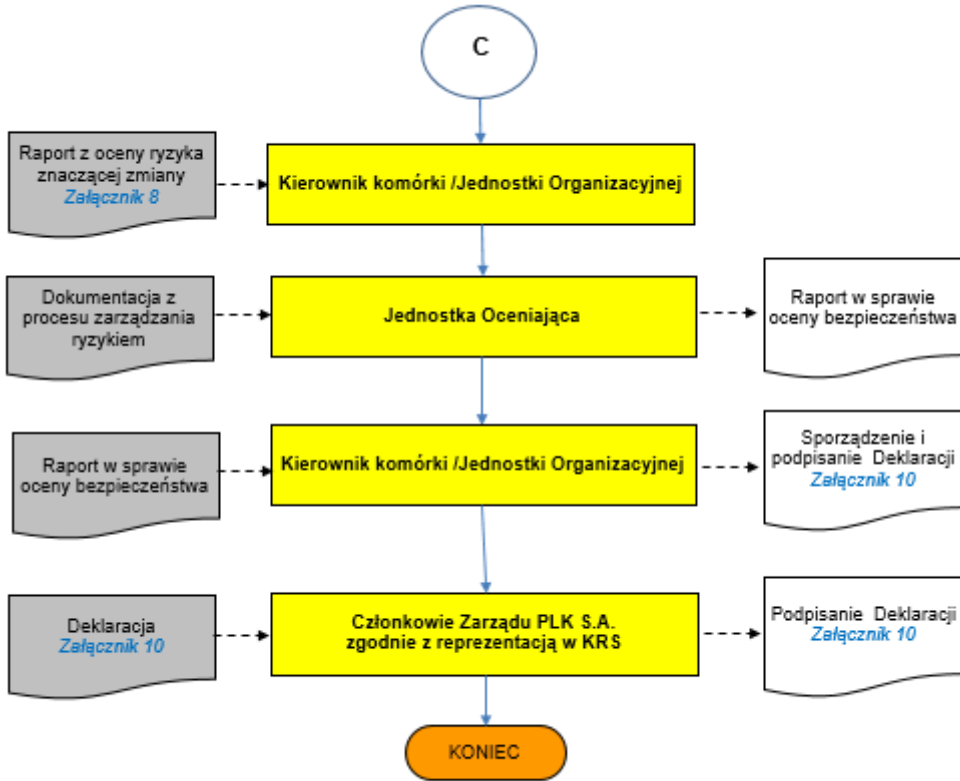 C
Raport z oceny ryzyka
znaczącej zmiany
Załącznik 8
Kierownik komórki /Jednostki Organizacyjnej
Dokumentacja z
procesu zarządzania
ryzykiem
Jednostka Oceniająca
Raport w sprawie
oceny bezpieczeństwa
Raport w sprawie
oceny bezpieczeństwa
Kierownik komórki /Jednostki Organizacyjnej
Sporządzenie i
podpisanie Deklaracji
Załącznik 10
Deklaracja
Załącznik 10
Członkowie Zarządu PLK S.A.
zgodnie z reprezentacją w KRS
Podpisanie Deklaracji
Załącznik 10
KONIEC